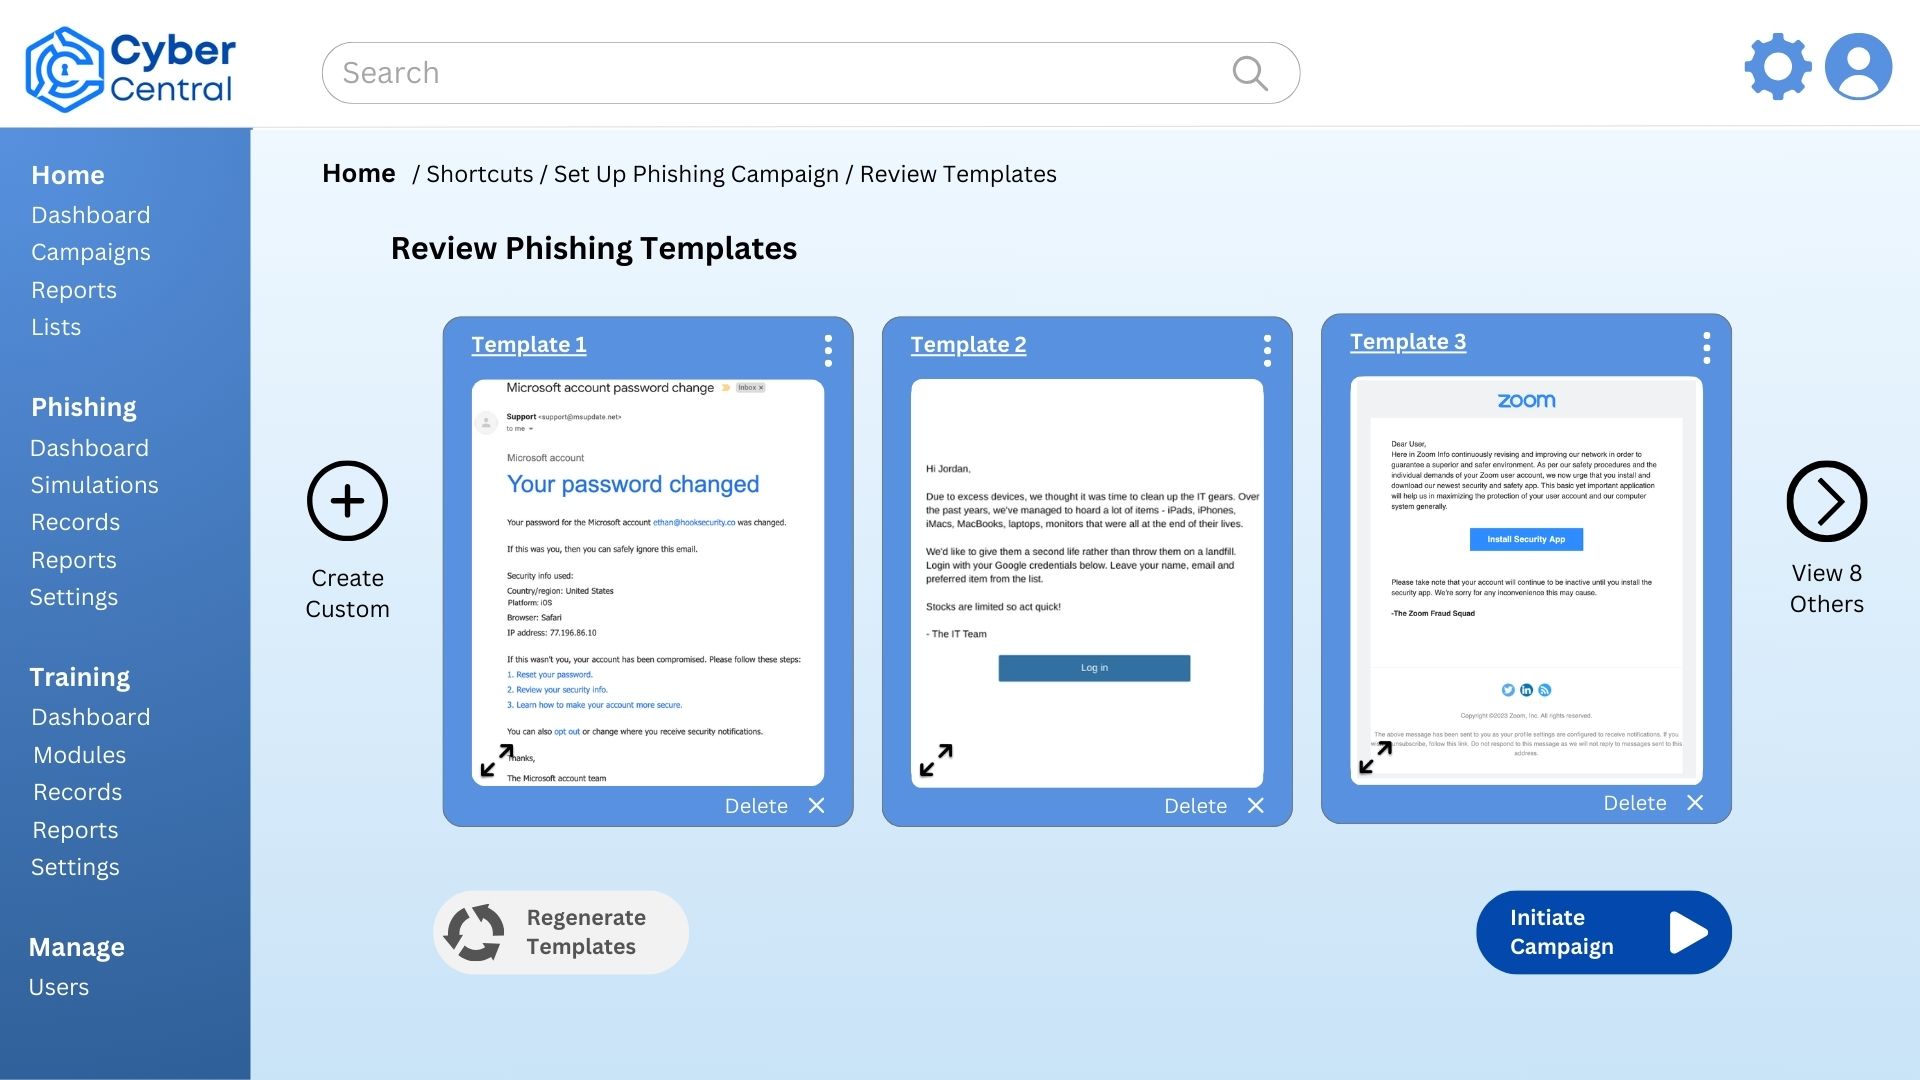 Cyber
Central
Search
Home
Dashboard
Campaigns
Reports
Lists
Phishing
Dashboard
Simulations
Records
Reports
Settings
Training
Dashboard
Modules
Records
Reports
Settings
Manage
Users
Home / Shortcuts / Set Up Phishing Campaign / Review Templates
Review Phishing Templates
Create
Custom
Template 1
Microsoft account password change Inbox ×
Support <support@msupdate.net>
to me
Microsoft account
Your password changed
Your password for the Microsoft account ethan@hooksecurity.co was changed.
If this was you, then you can safely ignore this email.
Security info used:
Country/region: United States
Platform: iOS
Browser: Safari
IP address: 77.196.86.10
If this wasn't you, your account has been compromised. Please follow these steps:
1. Reset your password.
2. Review your security info.
3. Learn how to make your account more secure.
You can also opt out or change where you receive security notifications.
Thanks,
The Microsoft account team
Delete
Template 2
Hi Jordan,
Due to excess devices, we thought it was time to clean up the IT gears. Over
the past years, we've managed to hoard a lot of items - iPads, iPhones,
iMacs, MacBooks, laptops, monitors that were all at the end of their lives.
We'd like to give them a second life rather than throw them on a landfill.
Login with your Google credentials below. Leave your name, email and
preferred item from the list.
Stocks are limited so act quick!
- The IT Team
Log in
Delete
Template 3
zoom
Dear User,
Here in Zoom Info continuously revising and improving our network in order to
guarantee a superior and safer environment. As per our safety procedures and the
individual demands of your Zoom user account, we now urge that you install and
download our newest security and safety app. This basic yet important application
will help us in maximizing the protection of your user account and our computer
system generally.
Install Security App
Please take note that your account will continue to be inactive until you install the
security app. We're sorry for any inconvenience this may cause.
-The Zoom Fraud Squad
Copyright ©2023 Zoom, Inc. All rights reserved.
The above message has been sent to you as your profile settings are configured to receive notifications. If you
unsubscribe, follow this link. Do not respond to this message as we will not reply to messages sent to this
address.
Delete
View 8
Others
Regenerate
Templates
Initiate
Campaign